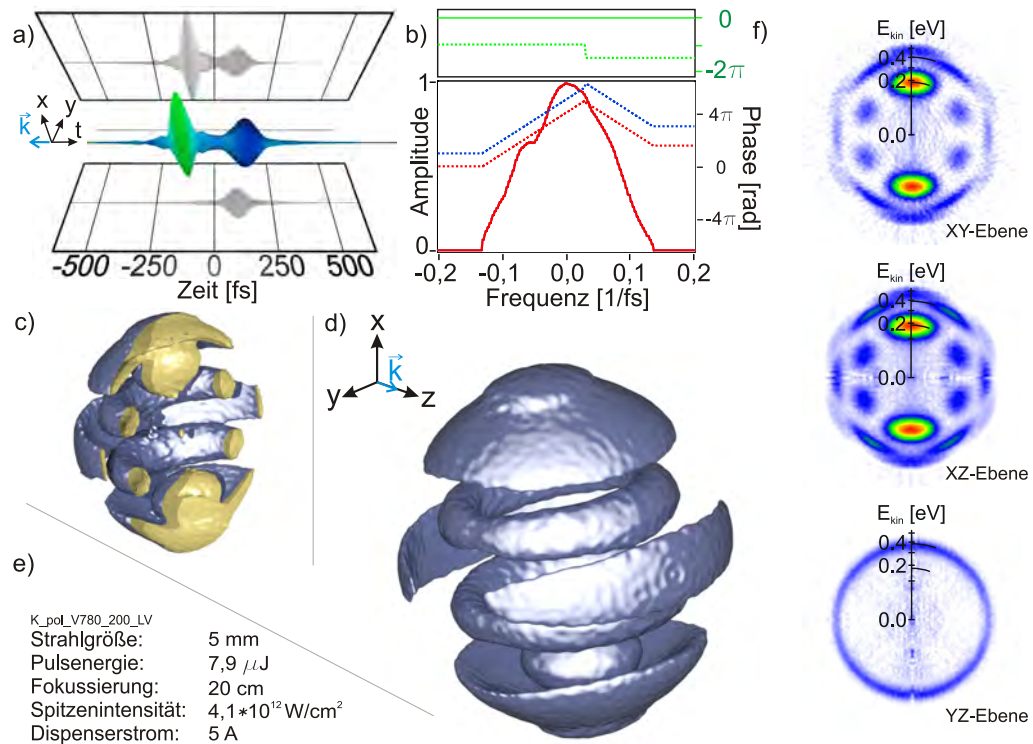 a)
x
y
k
t
-500 -250 0 250 500
Zeit [fs]
b)
0
-2π
Amplitude
1
0
4π
0
-4π
Phase [rad]
-0,2 -0,1 0,0 0,1 0,2
Frequenz [1/fs]
c)
d)
x
k
y
z
e)
K_pol_V780_200_LV
Strahlgröße: 5 mm
Pulsenergie: 7,9 μJ
Fokussierung: 20 cm
Spitzenintensität: 4,1*10¹² W/cm²
Dispenserstrom: 5 A
f)
E_kin [eV]
0.4
0.2
0.0
XY-Ebene
E_kin [eV]
0.4
0.2
0.0
XZ-Ebene
E_kin [eV]
0.4
0.2
0.0
YZ-Ebene